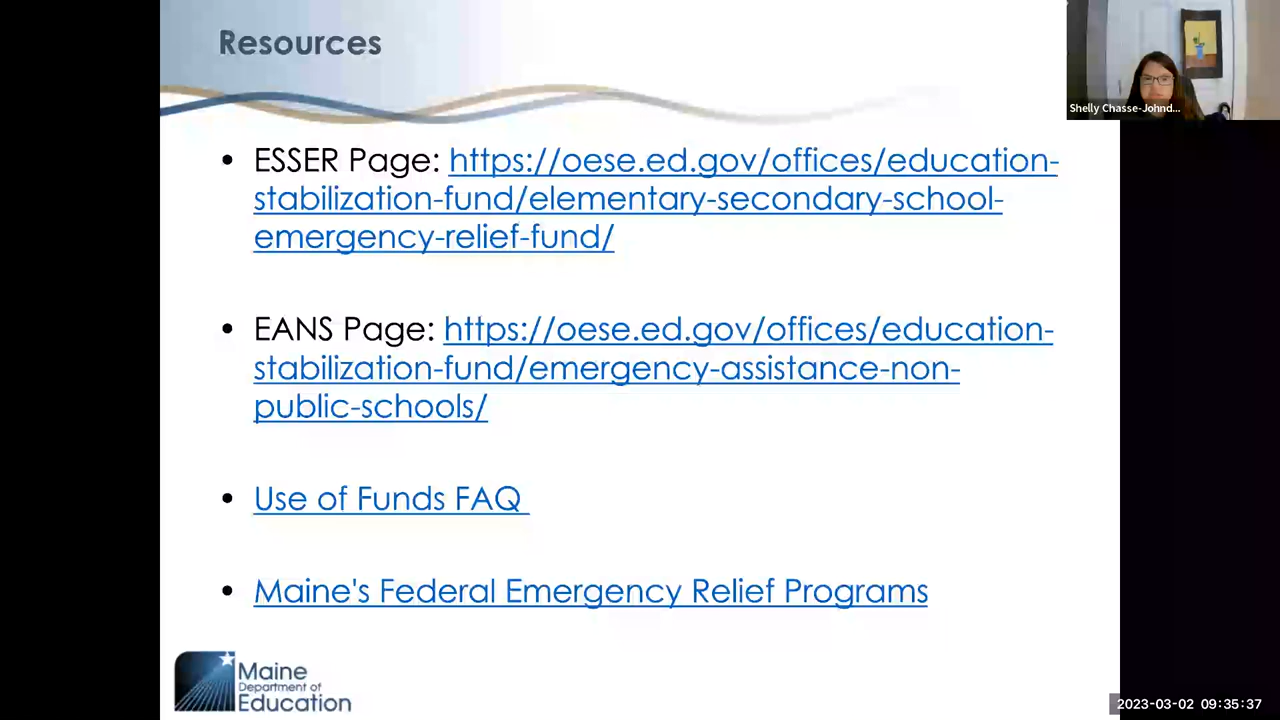 Resources
Shelly Chasse-Johnd...
• ESSER Page: https://oese.ed.gov/offices/education-
stabilization-fund/elementary-secondary-school-
emergency-relief-fund/
• EANS Page: https://oese.ed.gov/offices/education-
stabilization-fund/emergency-assistance-non-
public-schools/
• Use of Funds FAQ
• Maine's Federal Emergency Relief Programs
Maine
Department of
Education
2023-03-02 09:35:37